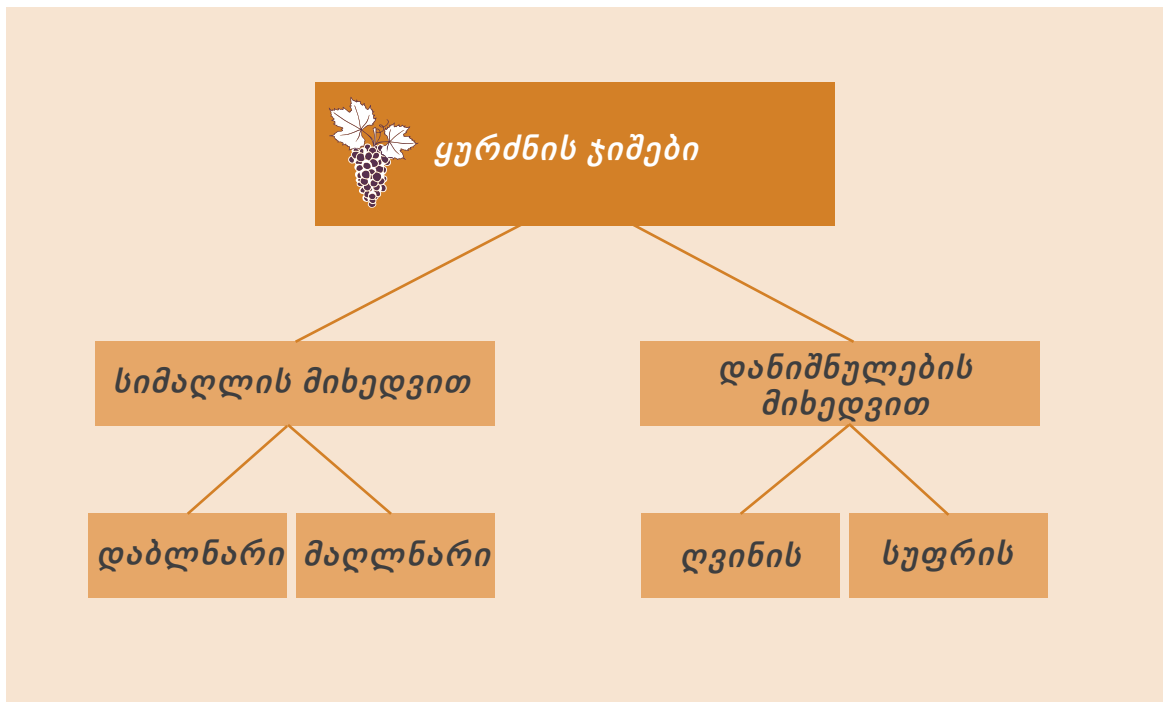 ყურძნის ჯიშები
სიმაღლის მიხედვით
დანიშნულების
მიხედვით
დაბლნარი
მაღლნარი
ღვინის
სუფრის